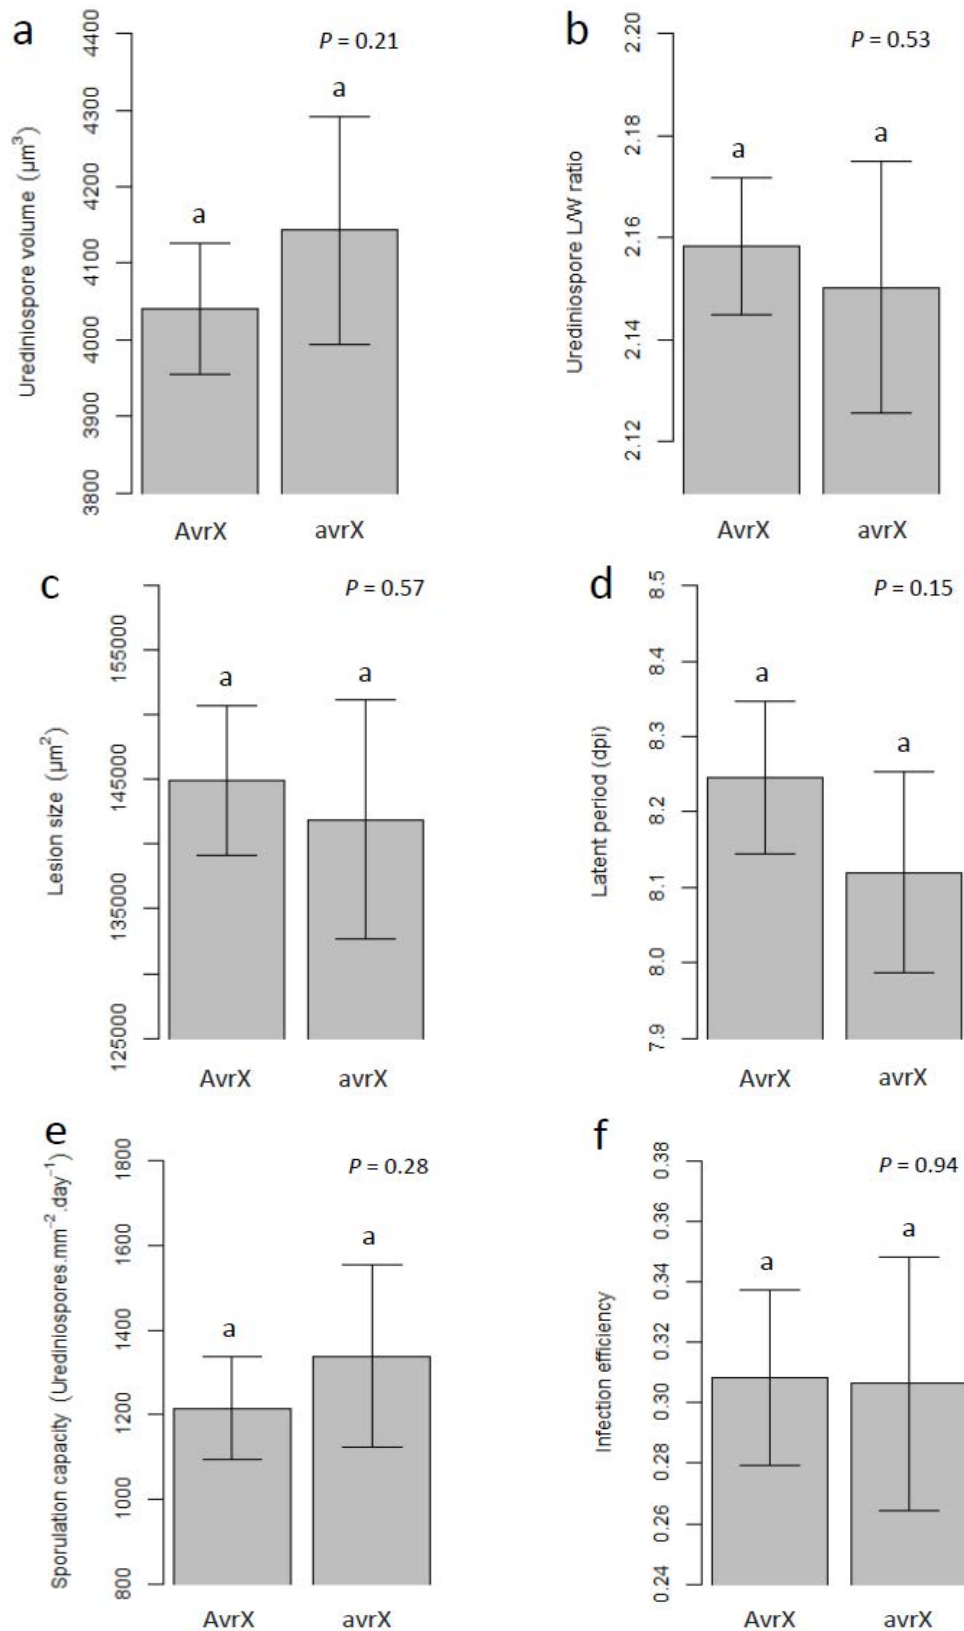 a
P = 0.21
Urediniospore volume (µm³)
4400
4300
4200
4100
4000
3900
3800
a
a
AvrX
avrX
b
P = 0.53
Urediniospore L/W ratio
2.20
2.18
2.16
2.14
2.12
a
a
AvrX
avrX
c
P = 0.57
Lesion size (µm²)
155000
145000
135000
125000
a
a
AvrX
avrX
d
P = 0.15
Latent period (dpi)
8.5
8.4
8.3
8.2
8.1
8.0
7.9
a
a
AvrX
avrX
e
P = 0.28
Sporulation capacity (Urediniospores.mm⁻².day⁻¹)
1800
1600
1400
1200
1000
800
a
a
AvrX
avrX
f
P = 0.94
Infection efficiency
0.38
0.36
0.34
0.32
0.30
0.28
0.26
0.24
a
a
AvrX
avrX